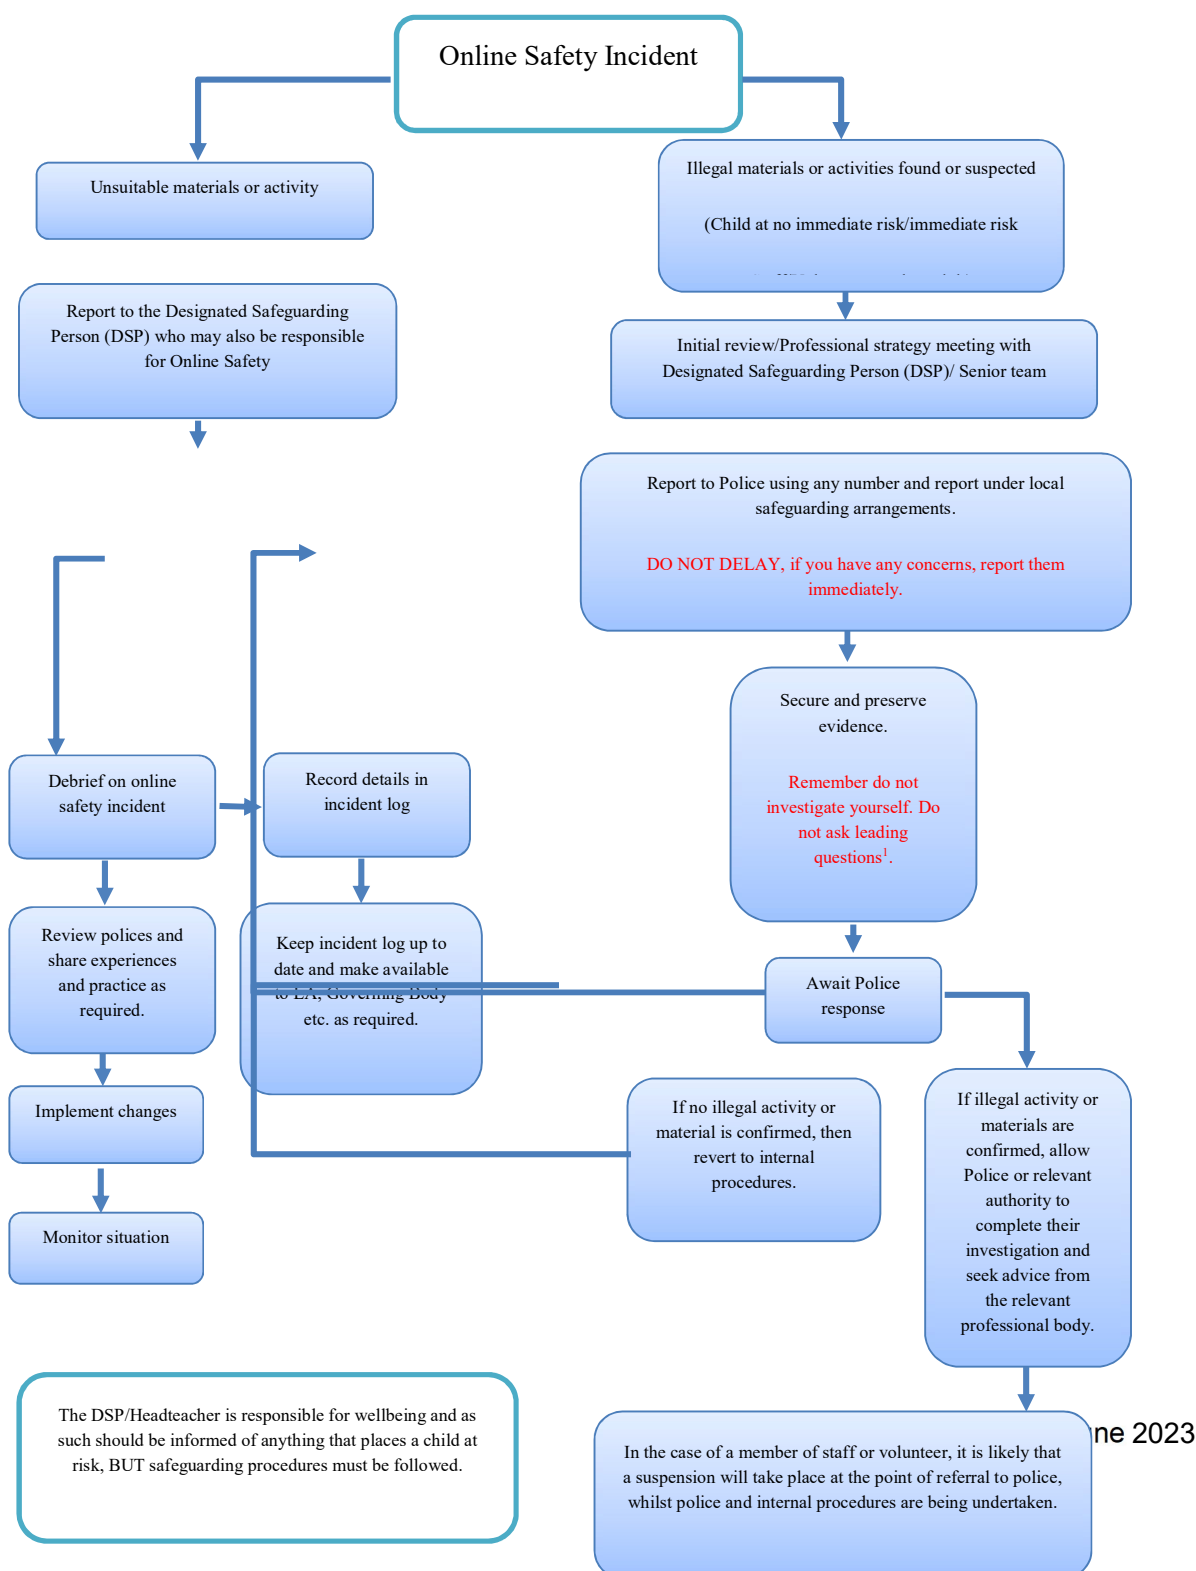 Online Safety Incident
Unsuitable materials or activity
Illegal materials or activities found or suspected
(Child at no immediate risk/immediate risk
Report to the Designated Safeguarding
Person (DSP) who may also be responsible
for Online Safety
Initial review/Professional strategy meeting with
Designated Safeguarding Person (DSP)/ Senior team
Report to Police using any number and report under local
safeguarding arrangements.
DO NOT DELAY, if you have any concerns, report them
immediately.
Secure and preserve
evidence.
Remember do not
investigate yourself. Do
not ask leading
questions¹.
Debrief on online
safety incident
Record details in
incident log
Review polices and
share experiences
and practice as
required.
Keep incident log up to
date and make available
to EA, Governing Body
etc. as required.
Await Police
response
Implement changes
If no illegal activity or
material is confirmed, then
revert to internal
procedures.
If illegal activity or
materials are
confirmed, allow
Police or relevant
authority to
complete their
investigation and
seek advice from
the relevant
professional body.
Monitor situation
The DSP/Headteacher is responsible for wellbeing and as
such should be informed of anything that places a child at
risk, BUT safeguarding procedures must be followed.
ne 2023
In the case of a member of staff or volunteer, it is likely that
a suspension will take place at the point of referral to police,
whilst police and internal procedures are being undertaken.